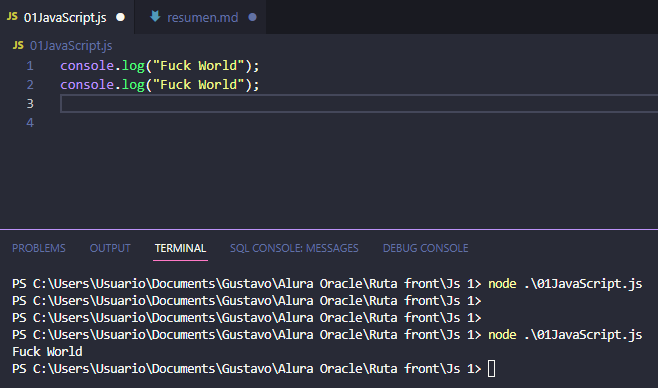 JS 01JavaScript.js resumen.md
JS 01JavaScript.js
1 console.log("Fuck World");
2 console.log("Fuck World");
3
4
PROBLEMS OUTPUT TERMINAL SQL CONSOLE: MESSAGES DEBUG CONSOLE
PS C:\Users\Usuario\Documents\Gustavo\Alura Oracle\Ruta front\Js 1> node .\01JavaScript.js
PS C:\Users\Usuario\Documents\Gustavo\Alura Oracle\Ruta front\Js 1>
PS C:\Users\Usuario\Documents\Gustavo\Alura Oracle\Ruta front\Js 1>
PS C:\Users\Usuario\Documents\Gustavo\Alura Oracle\Ruta front\Js 1> node .\01JavaScript.js
Fuck World
PS C:\Users\Usuario\Documents\Gustavo\Alura Oracle\Ruta front\Js 1>